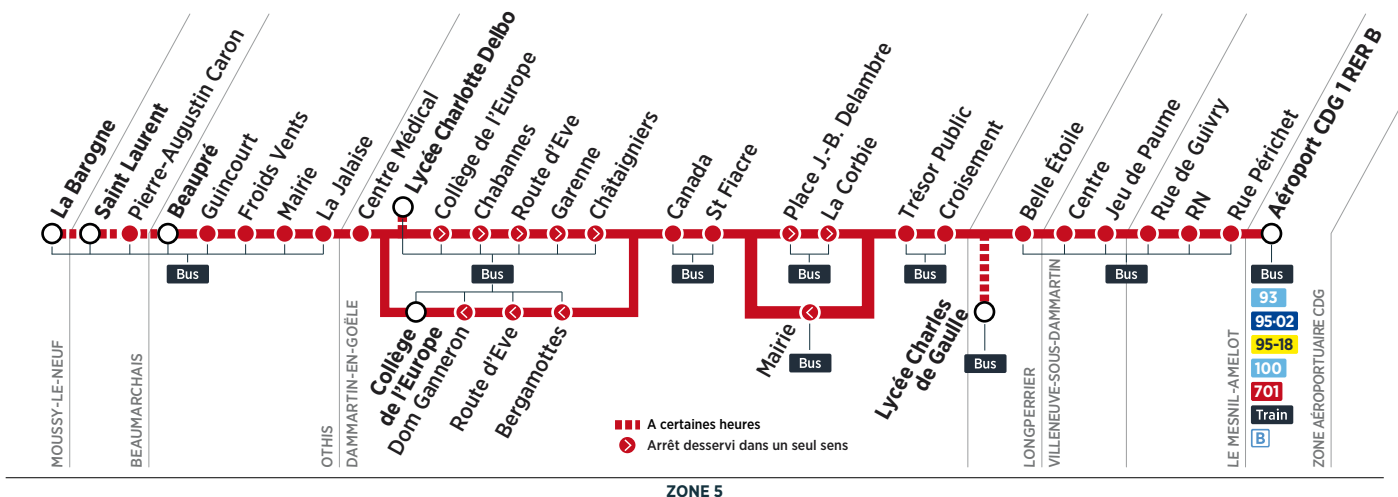 La Barogne
Saint Laurent
Pierre-Augustin Caron
Beaupré
Guincourt
Froids Vents
Mairie
La Jalaise
Centre Médical
Lycée Charlotte Delbo
Collège de l'Europe
Chabannes
Route d'Eve
Garenne
Châtaigniers
Canada
St Fiacre
Place J.-B. Delambre
La Corbie
Trésor Public
Croisement
Belle Étoile
Centre
Jeu de Paume
Rue de Guivry
RN
Rue Périchet
Aéroport CDG 1 RER B
Bus
Bus
Bus
Bus
Bus
Bus
Bus
93
95-02
95-18
100
701
Train
B
Collège
de l'Europe
Dom Ganneron
Route d'Eve
Bergamottes
Mairie
Bus
Lycée Charles
de Gaulle
Bus
MOUSSY-LE-NEUF
BEAUMARCHAIS
OTHIS
DAMMARTIN-EN-GOËLE
LONGPERRIER
VILLENEUVE-SOUS-DAMMARTIN
LE MESNIL-AMELOT
ZONE AÉROPORTUAIRE CDG
A certaines heures
Arrêt desservi dans un seul sens
ZONE 5